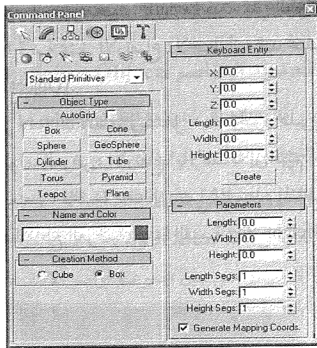 Command Panel
Standard Primitives
- Object Type
AutoGrid
Box Cone
Sphere GeoSphere
Cylinder Tube
Torus Pyramid
Teapot Plane
- Name and Color
- Creation Method
Cube Box
- Keyboard Entry
X: 0.0
Y: 0.0
Z: 0.0
Length: 0.0
Width: 0.0
Height: 0.0
Create
- Parameters
Length: 0.0
Width: 0.0
Height: 0.0
Length Segs: 1
Width Segs: 1
Height Segs: 1
Generate Mapping Coords.